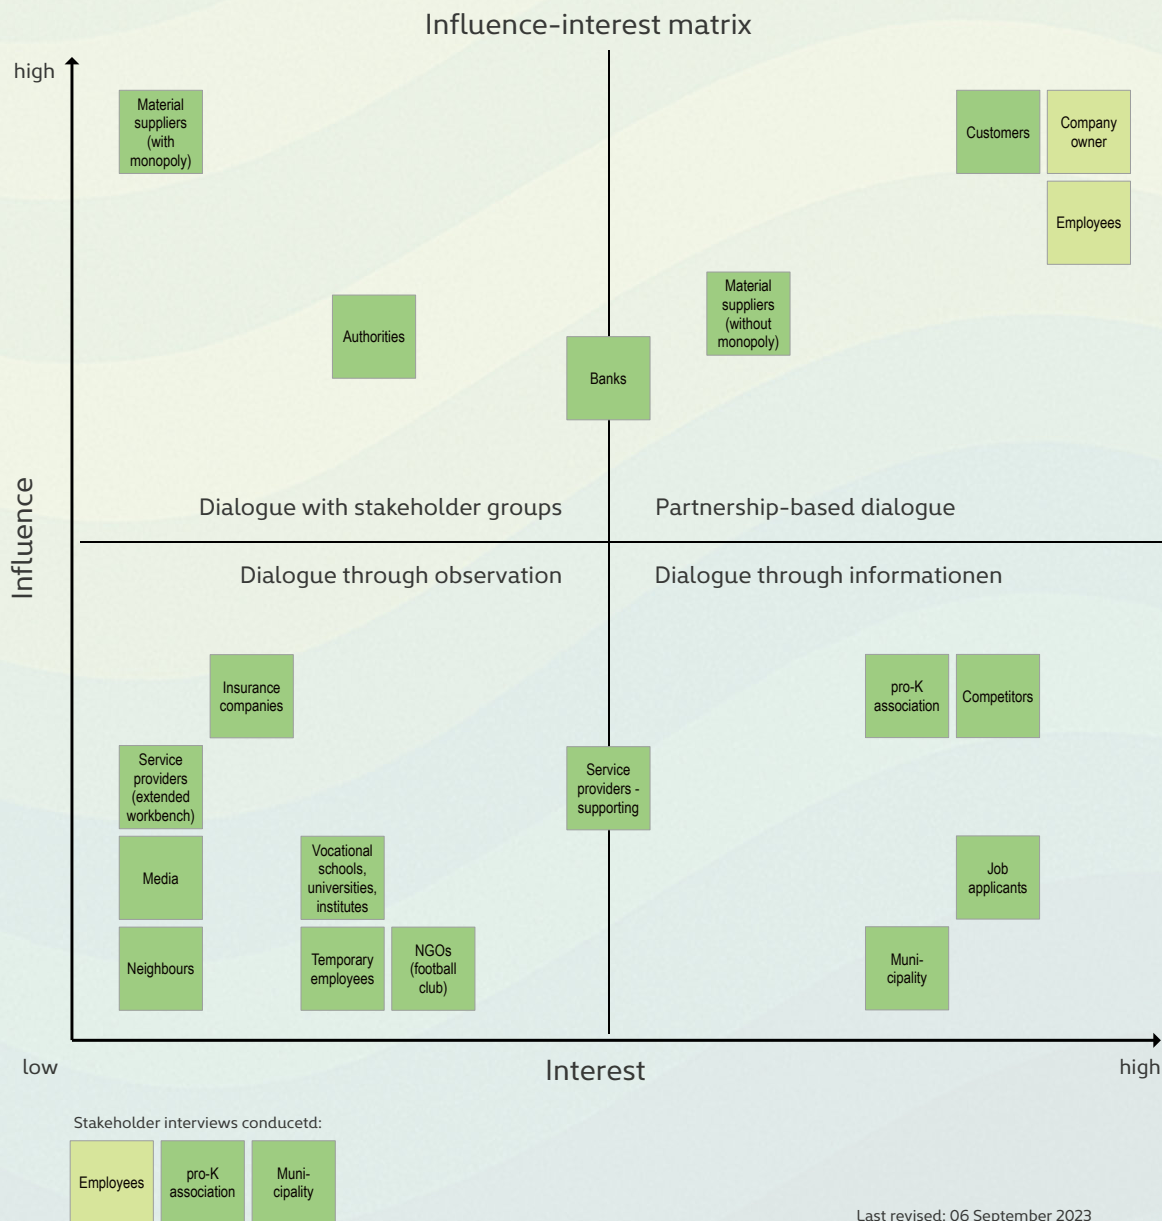 Influence-interest matrix
high
Material
suppliers
(with
monopoly)
Customers
Company
owner
Employees
Material
suppliers
(without
monopoly)
Authorities
Banks
Influence
Dialogue with stakeholder groups
Partnership-based dialogue
Dialogue through observation
Dialogue through informationen
Insurance
companies
pro-K
association
Competitors
Service
providers
(extended
workbench)
Service
providers -
supporting
Media
Vocational
schools,
universities,
institutes
Job
applicants
Neighbours
Temporary
employees
NGOs
(football
club)
Muni-
cipality
low
Interest
high
Stakeholder interviews conducetd:
Employees
pro-K
association
Muni-
cipality
Last revised: 06 September 2023